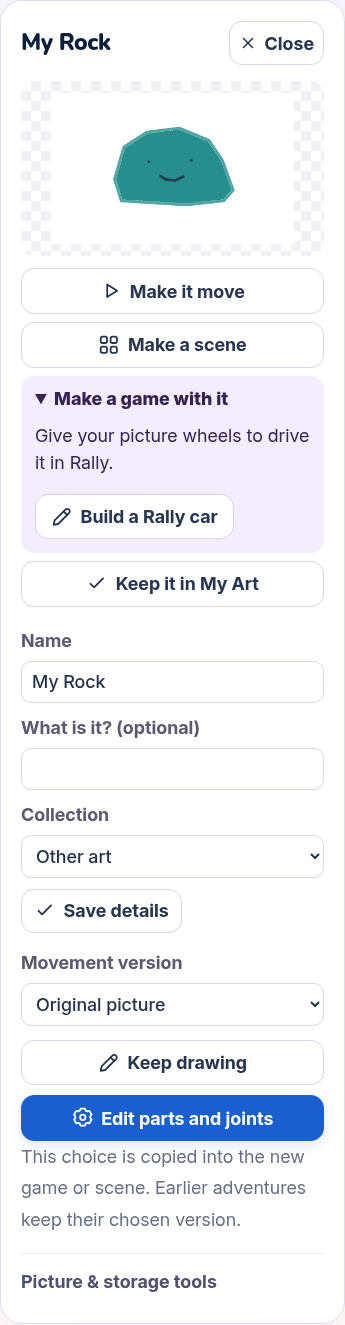 My Rock
Close
Make it move
Make a scene
Make a game with it
Give your picture wheels to drive
it in Rally.
Build a Rally car
Keep it in My Art
Name
My Rock
What is it? (optional)
Collection
Other art
Save details
Movement version
Original picture
Keep drawing
Edit parts and joints
This choice is copied into the new
game or scene. Earlier adventures
keep their chosen version.
Picture & storage tools